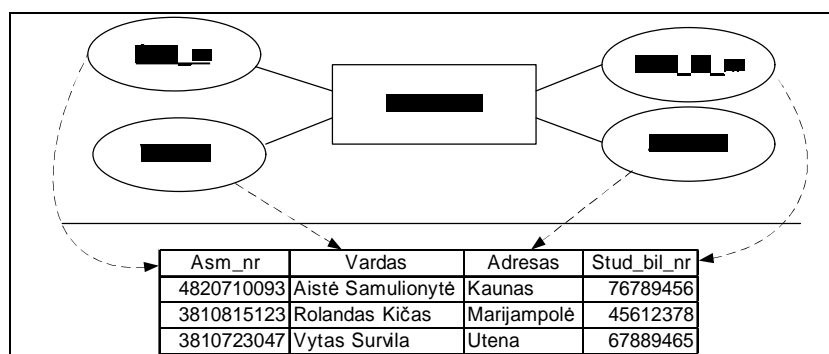 Asm_nr Vardas Adresas Stud_bil_nr
4820710093 Aistė Samulionytė Kaunas 76789456
3810815123 Rolandas Kičas Marijampolė 45612378
3810723047 Vytas Survila Utena 67889465